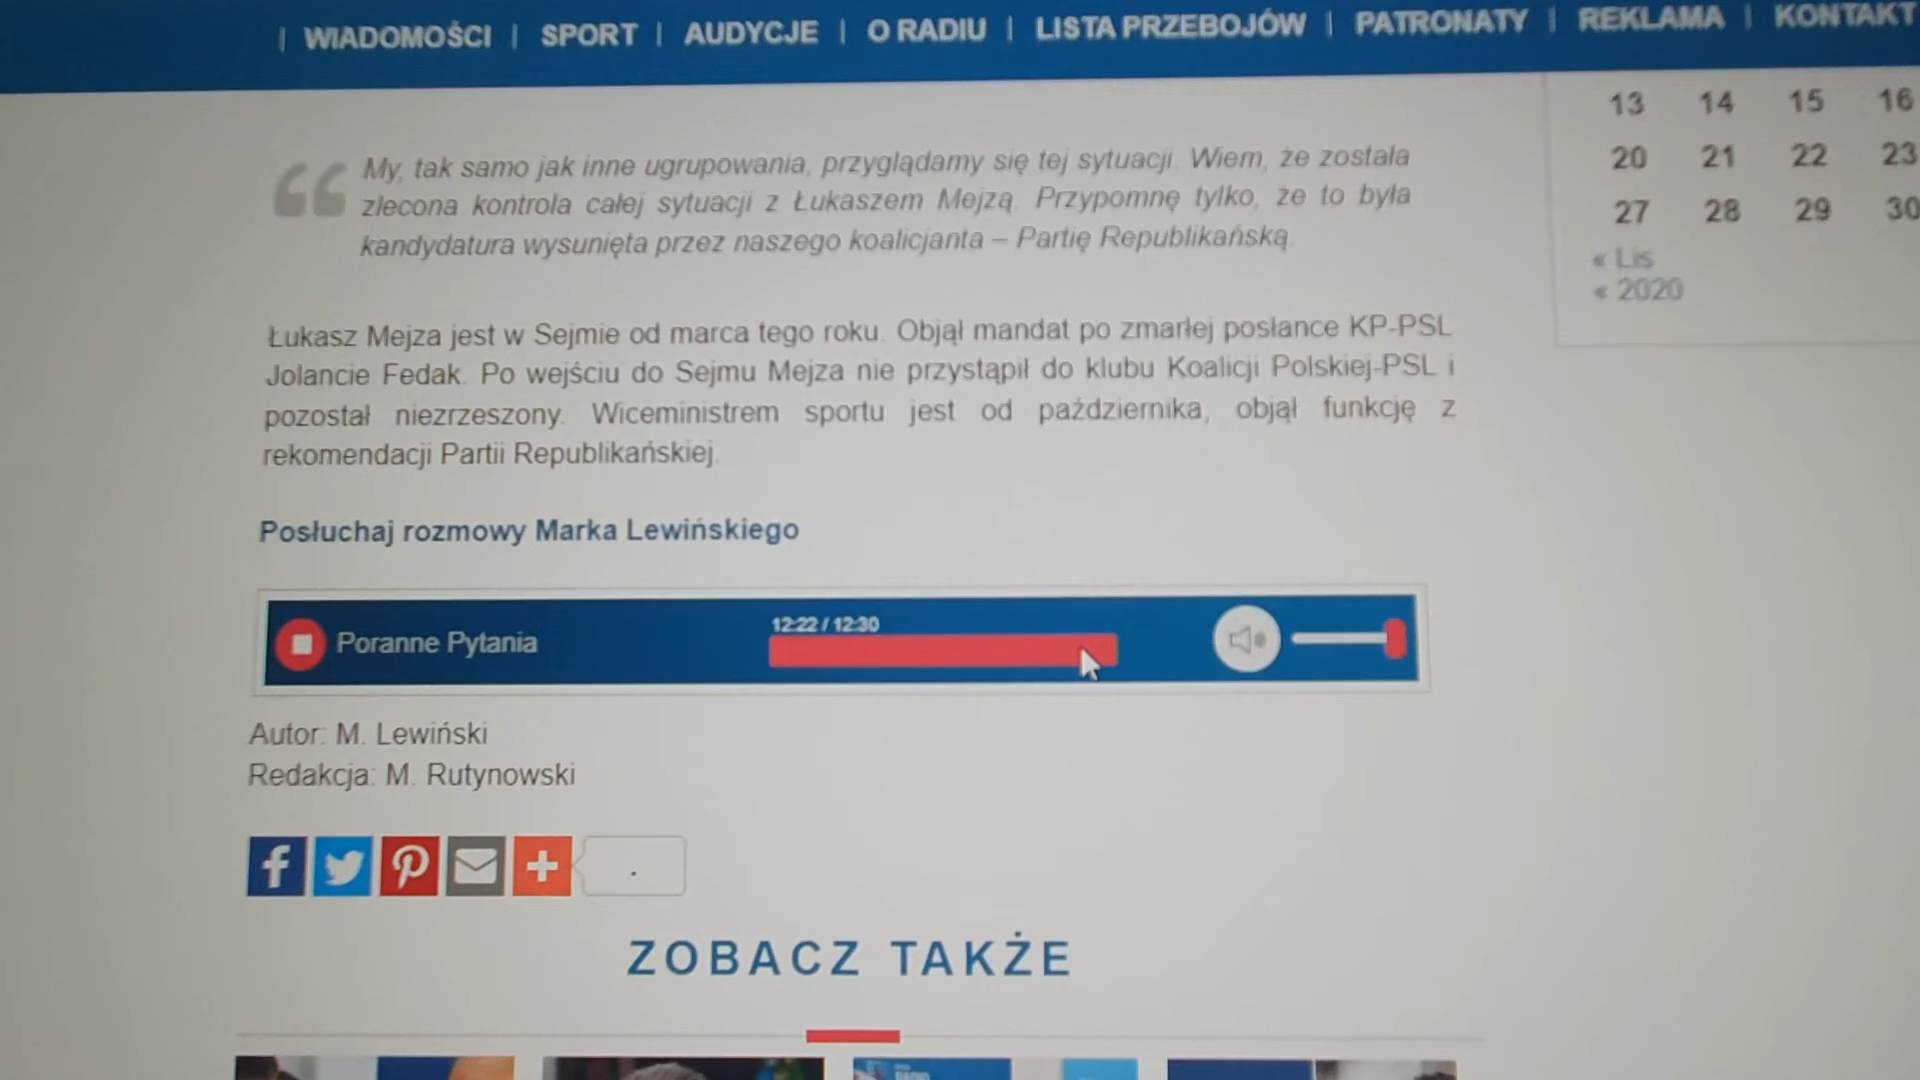 | WIADOMOŚCI | SPORT | AUDYCJE | O RADIU | LISTA PRZEBOJÓW | PATRONATY | REKLAMA | KONTAKT
My, tak samo jak inne ugrupowania, przyglądamy się tej sytuacji. Wiem, że została
zlecona kontrola całej sytuacji z Łukaszem Mejzą. Przypomnę tylko, że to była
kandydatura wysunięta przez naszego koalicjanta – Partię Republikańską.
13 14 15 16
20 21 22 23
27 28 29 30
« Lis
« 2020
Łukasz Mejza jest w Sejmie od marca tego roku. Objął mandat po zmarłej posłance KP-PSL
Jolancie Fedak. Po wejściu do Sejmu Mejza nie przystąpił do klubu Koalicji Polskiej-PSL i
pozostał niezrzeszony. Wiceministrem sportu jest od października, objął funkcję z
rekomendacji Partii Republikańskiej.
Posłuchaj rozmowy Marka Lewińskiego
Poranne Pytania
12:22 / 12:30
Autor: M. Lewiński
Redakcja: M. Rutynowski
ZOBACZ TAKŻE